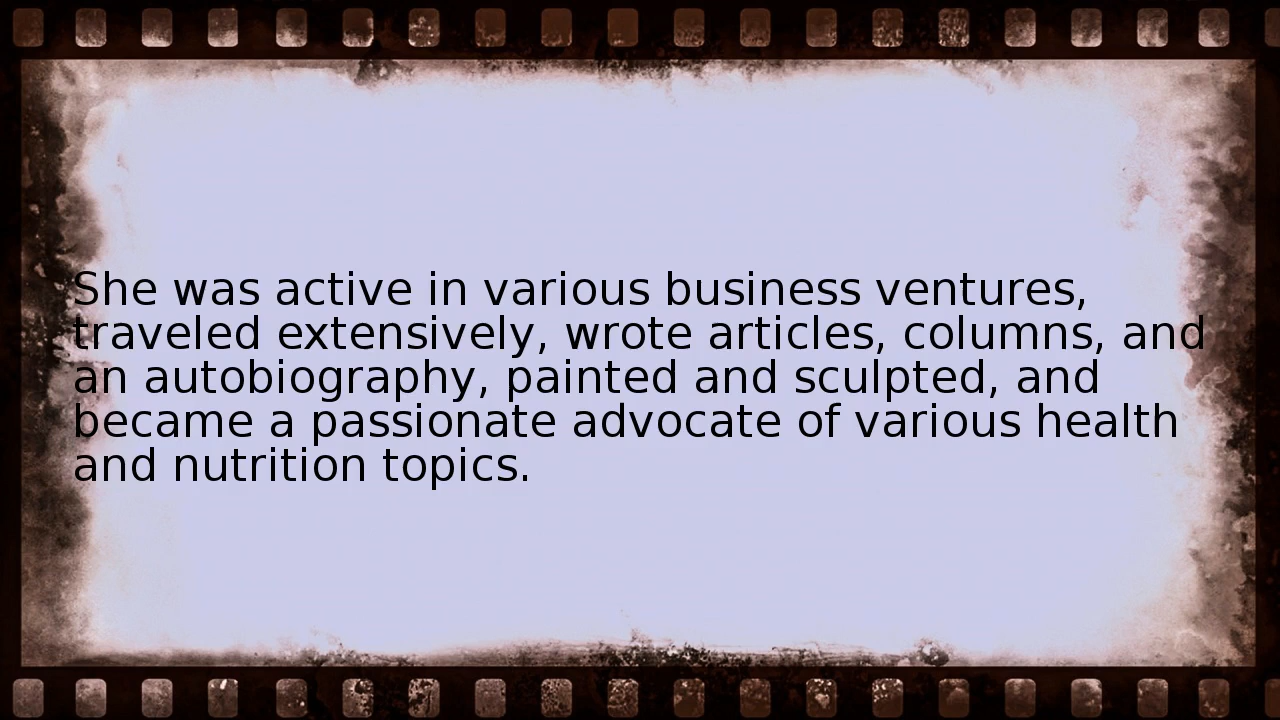 She was active in various business ventures,
traveled extensively, wrote articles, columns, and
an autobiography, painted and sculpted, and
became a passionate advocate of various health
and nutrition topics.